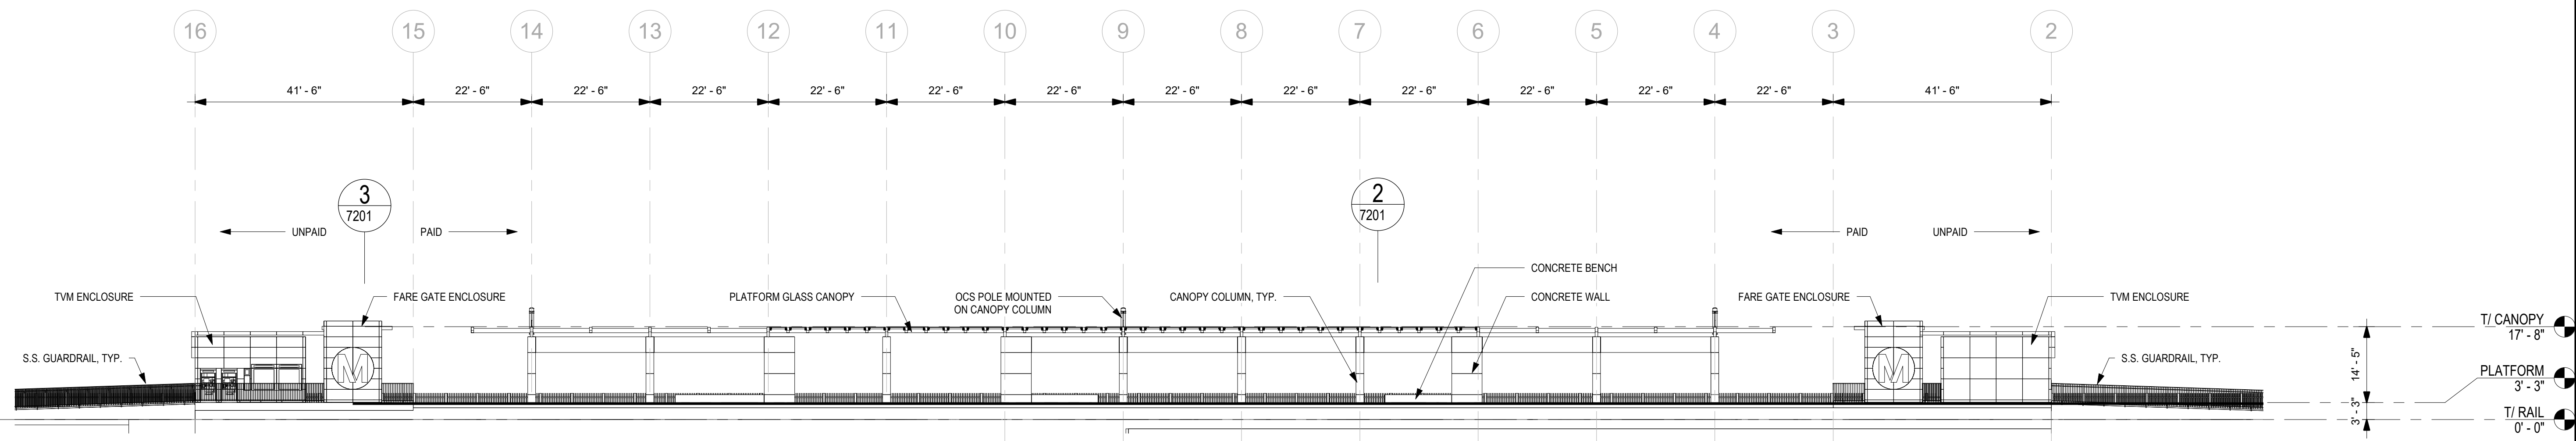 16 15 14 13 12 11 10 9 8 7 6 5 4 3 2
41' - 6" 22' - 6" 22' - 6" 22' - 6" 22' - 6" 22' - 6" 22' - 6" 22' - 6" 22' - 6" 22' - 6" 22' - 6" 22' - 6" 22' - 6" 41' - 6"
3
7201
2
7201
UNPAID PAID PAID UNPAID
CONCRETE BENCH
TVM ENCLOSURE
FARE GATE ENCLOSURE
PLATFORM GLASS CANOPY
OCS POLE MOUNTED
ON CANOPY COLUMN
CANOPY COLUMN, TYP.
CONCRETE WALL
FARE GATE ENCLOSURE
TVM ENCLOSURE
T/ CANOPY
17' - 8"
S.S. GUARDRAIL, TYP.
M
M
S.S. GUARDRAIL, TYP.
14' - 5"
PLATFORM
3' - 3"
3' - 3"
T/ RAIL
0' - 0"